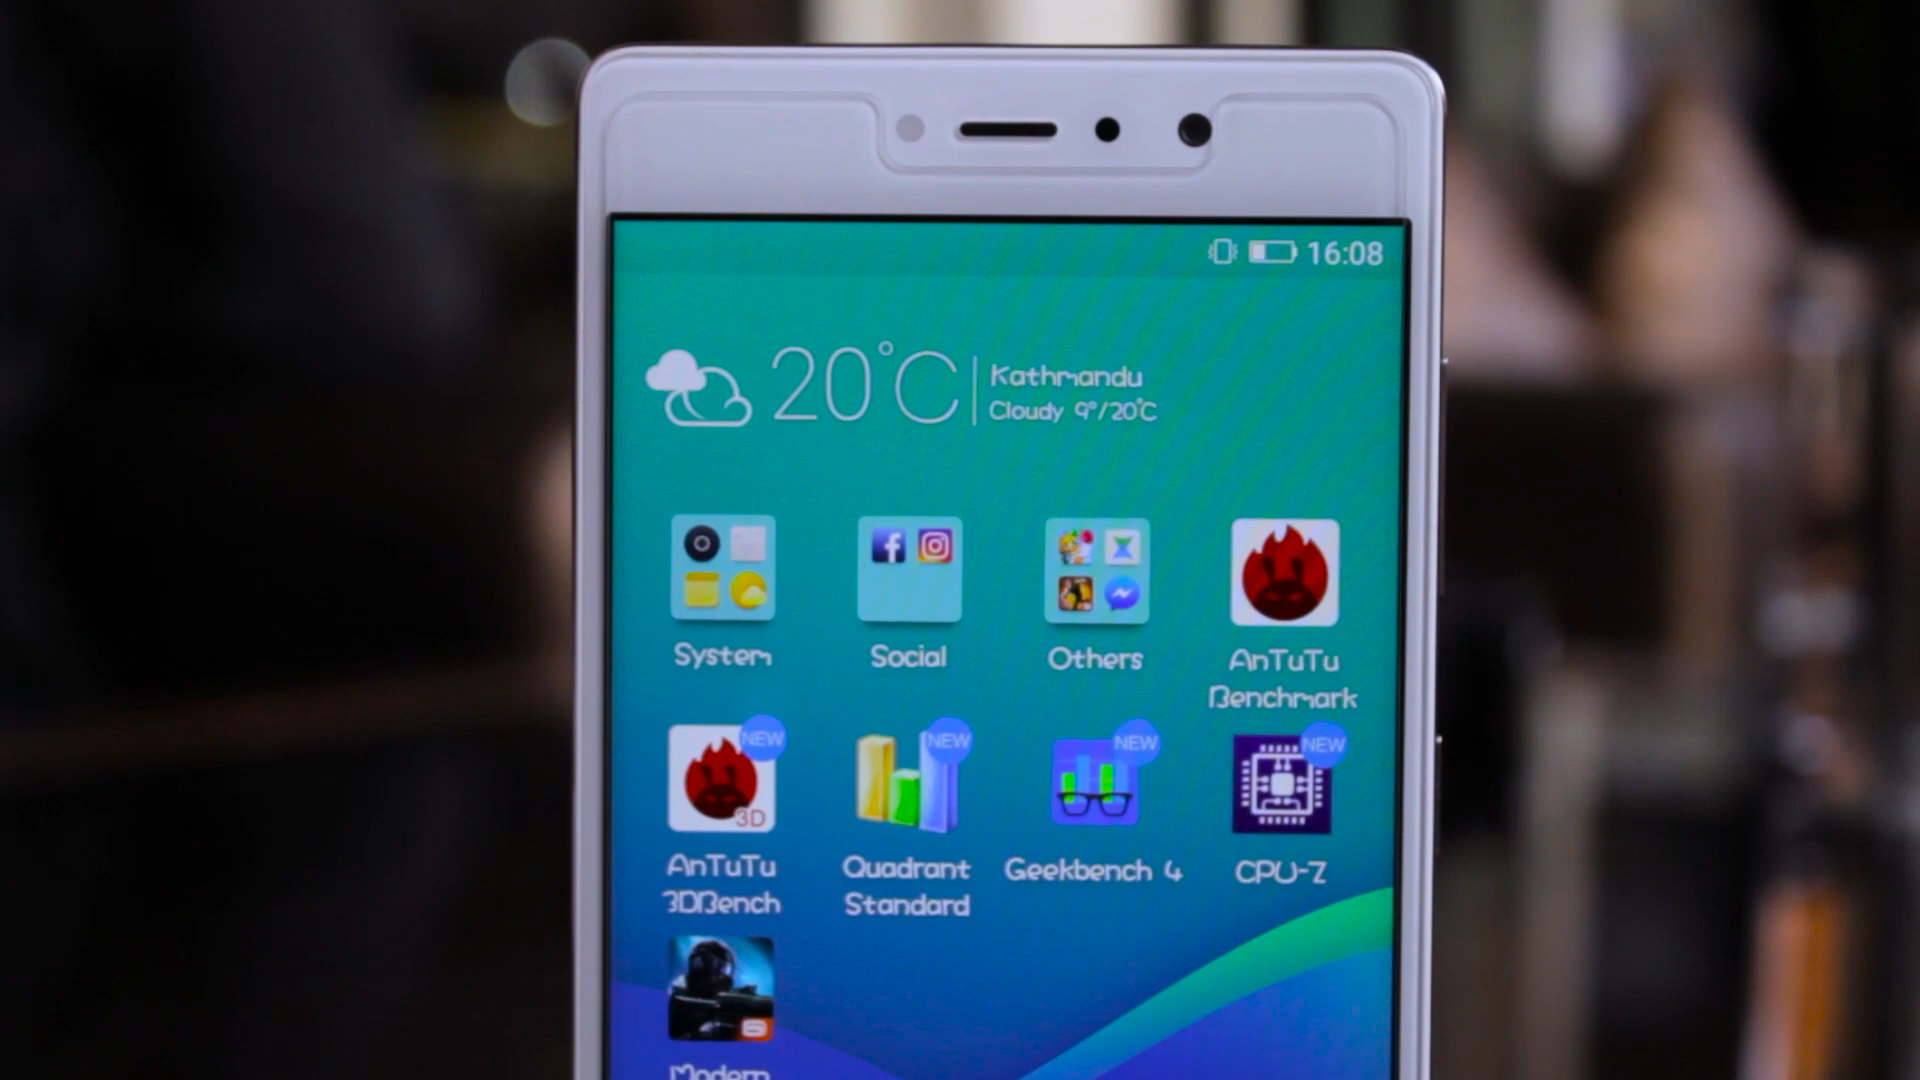 16:08
20°C
Kathmandu
Cloudy 9°/20°C
System
Social
Others
AnTuTu
Benchmark
NEW
NEW
NEW
NEW
3D
AnTuTu
3DBench
Quadrant
Standard
Geekbench 4
CPU-Z
Modern